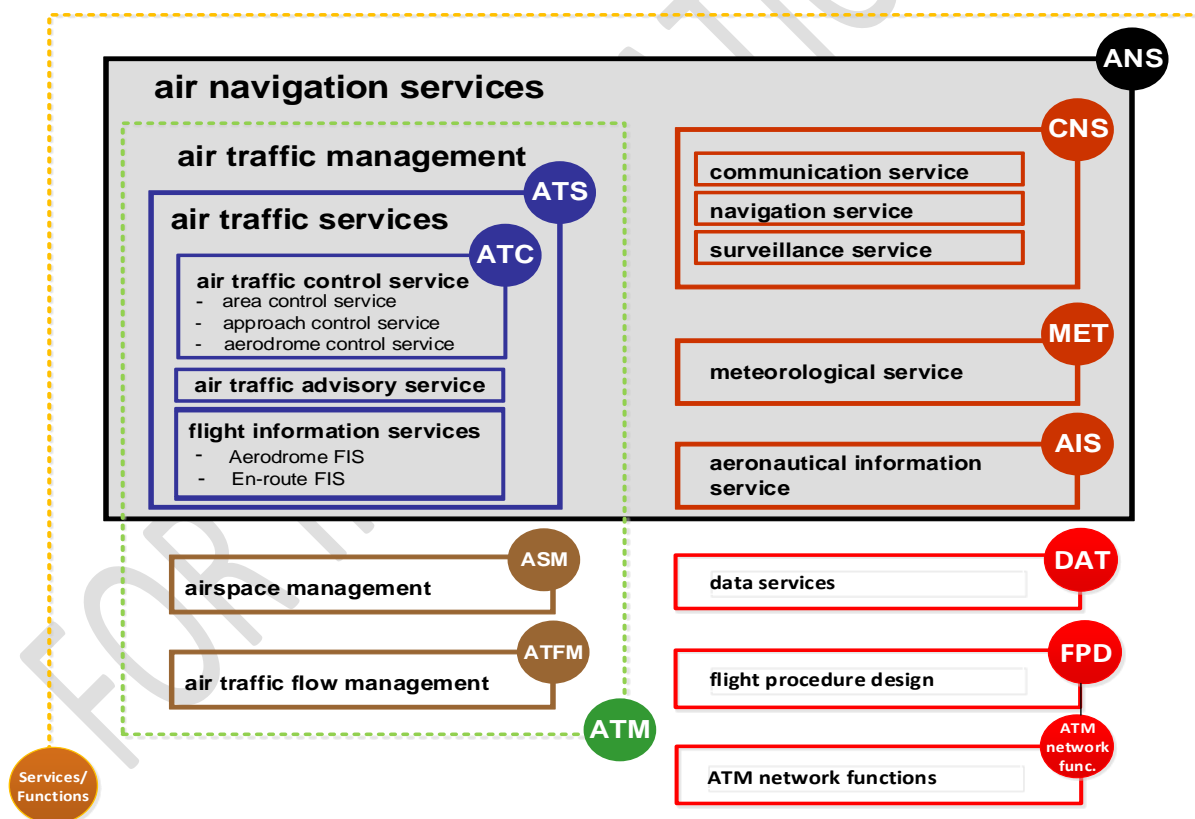 ANS
air navigation services
air traffic management
ATS
air traffic services
ATC
air traffic control service
- area control service
- approach control service
- aerodrome control service
air traffic advisory service
flight information services
- Aerodrome FIS
- En-route FIS
CNS
communication service
navigation service
surveillance service
MET
meteorological service
AIS
aeronautical information
service
ASM
airspace management
ATFM
air traffic flow management
ATM
DAT
data services
FPD
flight procedure design
ATM
network
func.
ATM network functions
Services/
Functions
FOR